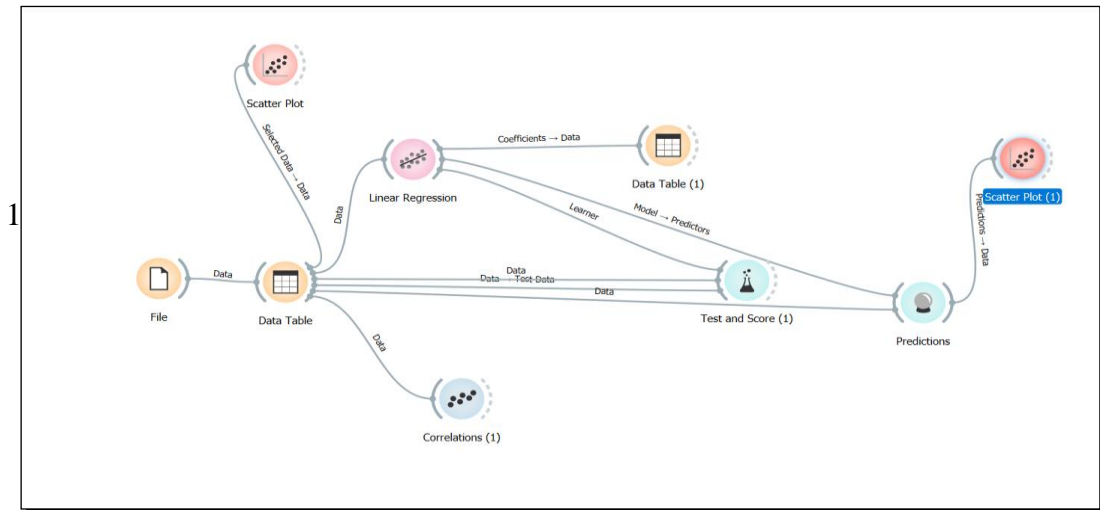 Scatter Plot
Selected Data → Data
Coefficients → Data
Data Table (1)
Linear Regression
Scatter Plot (1)
Data
Learner
Model → Predictors
Predictions → Data
1
Data
Data
Data → Test Data
Data
File
Data Table
Test and Score (1)
Predictions
Data
Correlations (1)